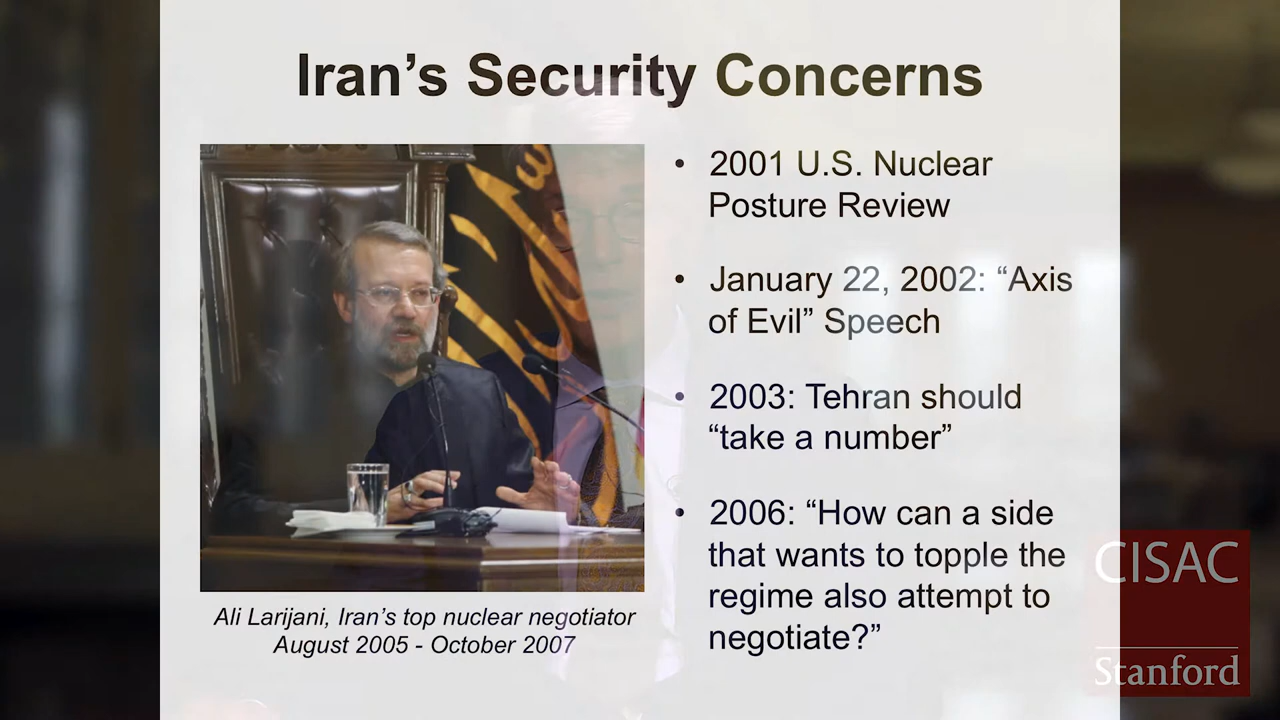 Iran’s Security Concerns
• 2001 U.S. Nuclear
Posture Review
• January 22, 2002: “Axis
of Evil” Speech
• 2003: Tehran should
“take a number”
• 2006: “How can a side
that wants to topple the
regime also attempt to
negotiate?”
Ali Larijani, Iran’s top nuclear negotiator
August 2005 - October 2007
CISAC
Stanford